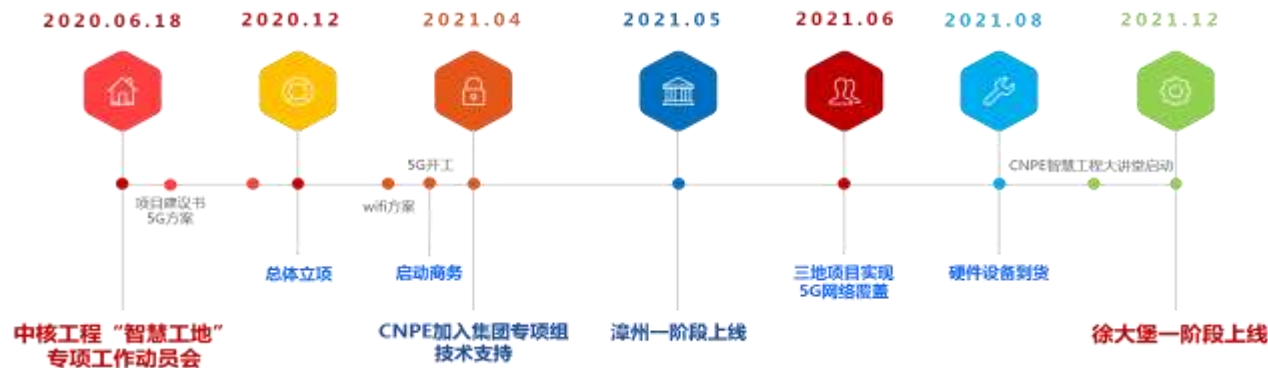 2020.06.18
2020.12
2021.04
2021.05
2021.06
2021.08
2021.12
5G开工
CNPE智慧工程大讲堂启动
项目建议书
5G方案
wifi方案
总体立项
启动商务
三地项目实现
5G网络覆盖
硬件设备到货
中核工程“智慧工地”
专项工作动员会
CNPE加入集团专项组
技术支持
漳州一阶段上线
徐大堡一阶段上线